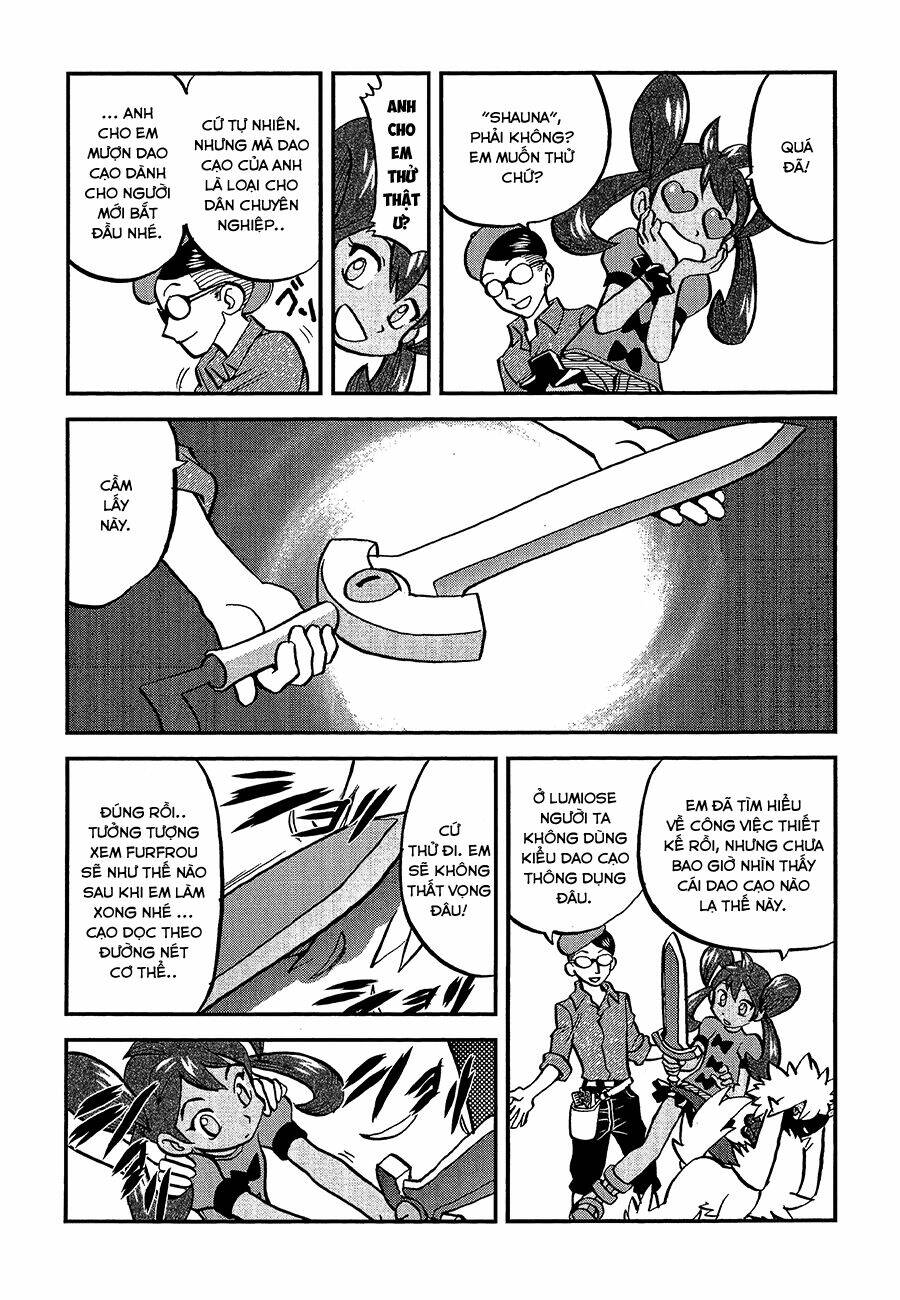 QUÁ
ĐÃ!
“SHAUNA”,
PHẢI KHÔNG?
EM MUỐN THỬ
CHỨ?
ANH
CHO
EM
THỬ
THẬT
Ư?
CỨ TỰ NHIÊN.
NHƯNG MÀ DAO
CẠO CỦA ANH
LÀ LOẠI CHO
DÂN CHUYÊN
NGHIỆP..
... ANH
CHO EM
MƯỢN DAO
CẠO DÀNH
CHO NGƯỜI
MỚI BẮT
ĐẦU NHÉ.
ゴソ
CẦM
LẤY
NÀY.
EM ĐÃ TÌM HIỂU
VỀ CÔNG VIỆC THIẾT
KẾ RỒI, NHƯNG CHƯA
BAO GIỜ NHÌN THẤY
CÁI DAO CẠO NÀO
LẠ THẾ NÀY.
Ở LUMIOSE
NGƯỜI TA
KHÔNG DÙNG
KIỂU DAO CẠO
THÔNG DỤNG
ĐÂU.
CỨ
THỬ ĐI. EM
SẼ KHÔNG
THẤT VỌNG
ĐÂU!
ĐÚNG RỒI..
TƯỞNG TƯỢNG
XEM FURFROU
SẼ NHƯ THẾ NÀO
SAU KHI EM LÀM
XONG NHÉ ...
CẠO DỌC THEO
ĐƯỜNG NÉT
CƠ THỂ..